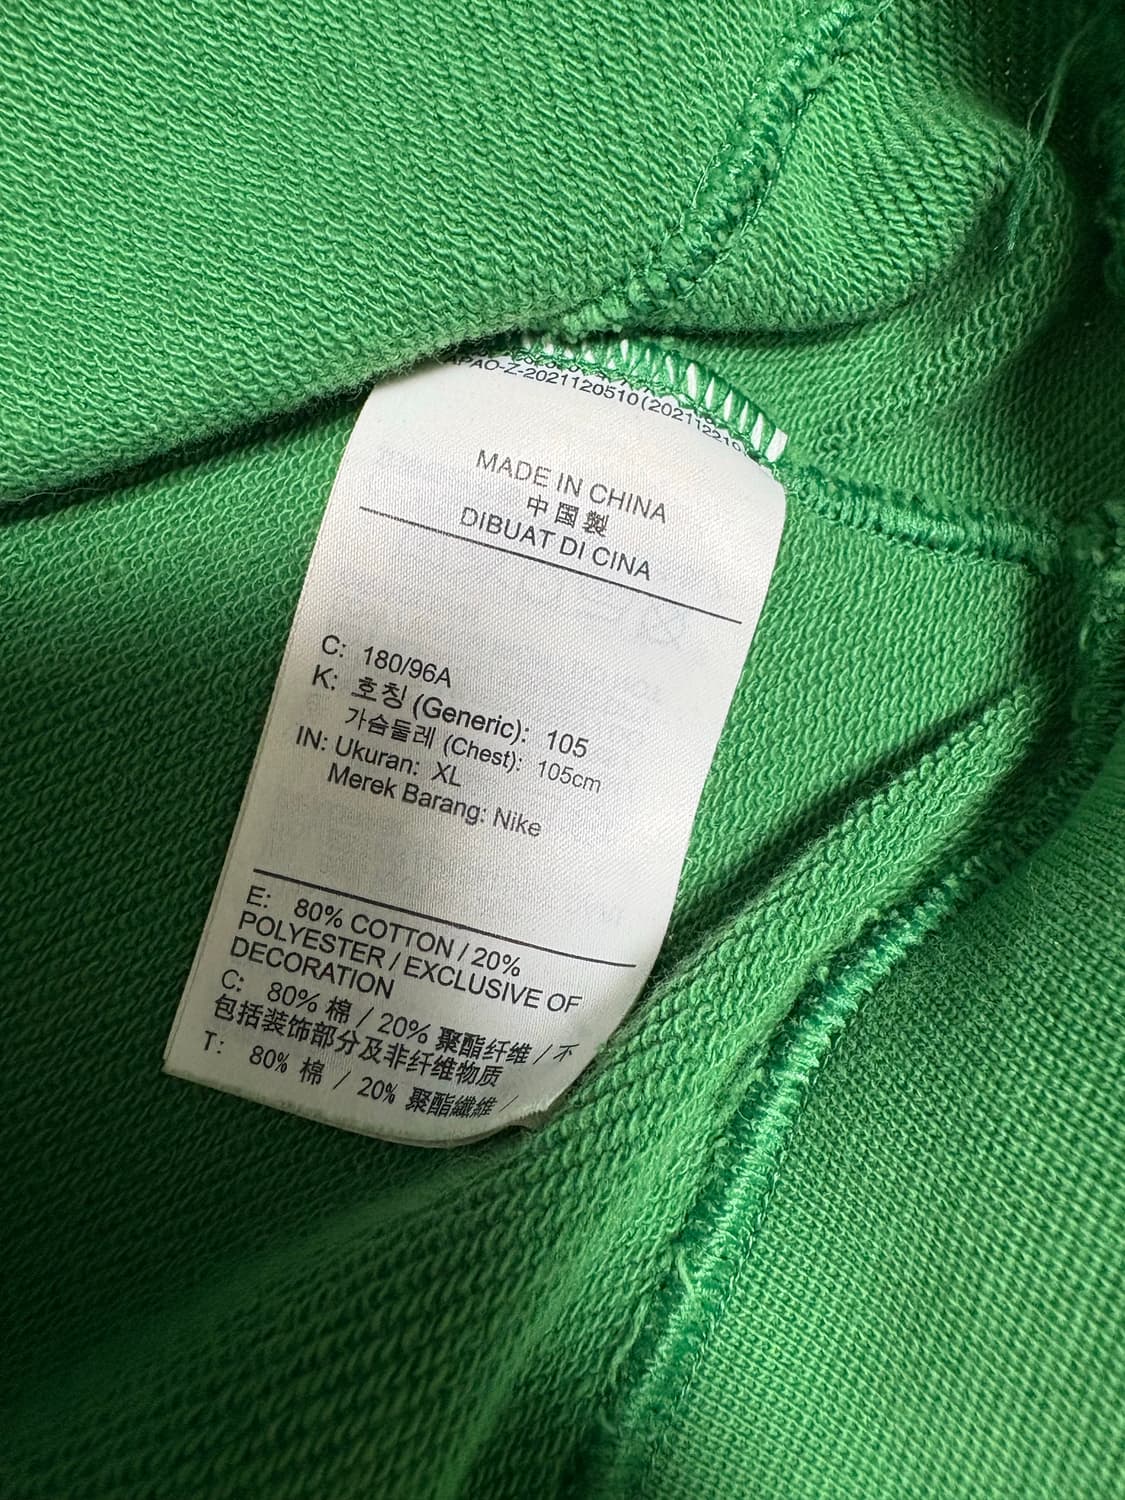 PAO-Z-2021120510(20211221
MADE IN CHINA
中国製
DIBUAT DI CINA
C: 180/96A
K: 호칭 (Generic): 105
가슴둘레 (Chest): 105cm
IN: Ukuran: XL
Merek Barang: Nike
E: 80% COTTON / 20%
POLYESTER / EXCLUSIVE OF
DECORATION
C: 80% 棉 / 20% 聚酯纤维 / 不
包括装饰部分及非纤维物质
T: 80% 棉 / 20% 聚酯纖維 /